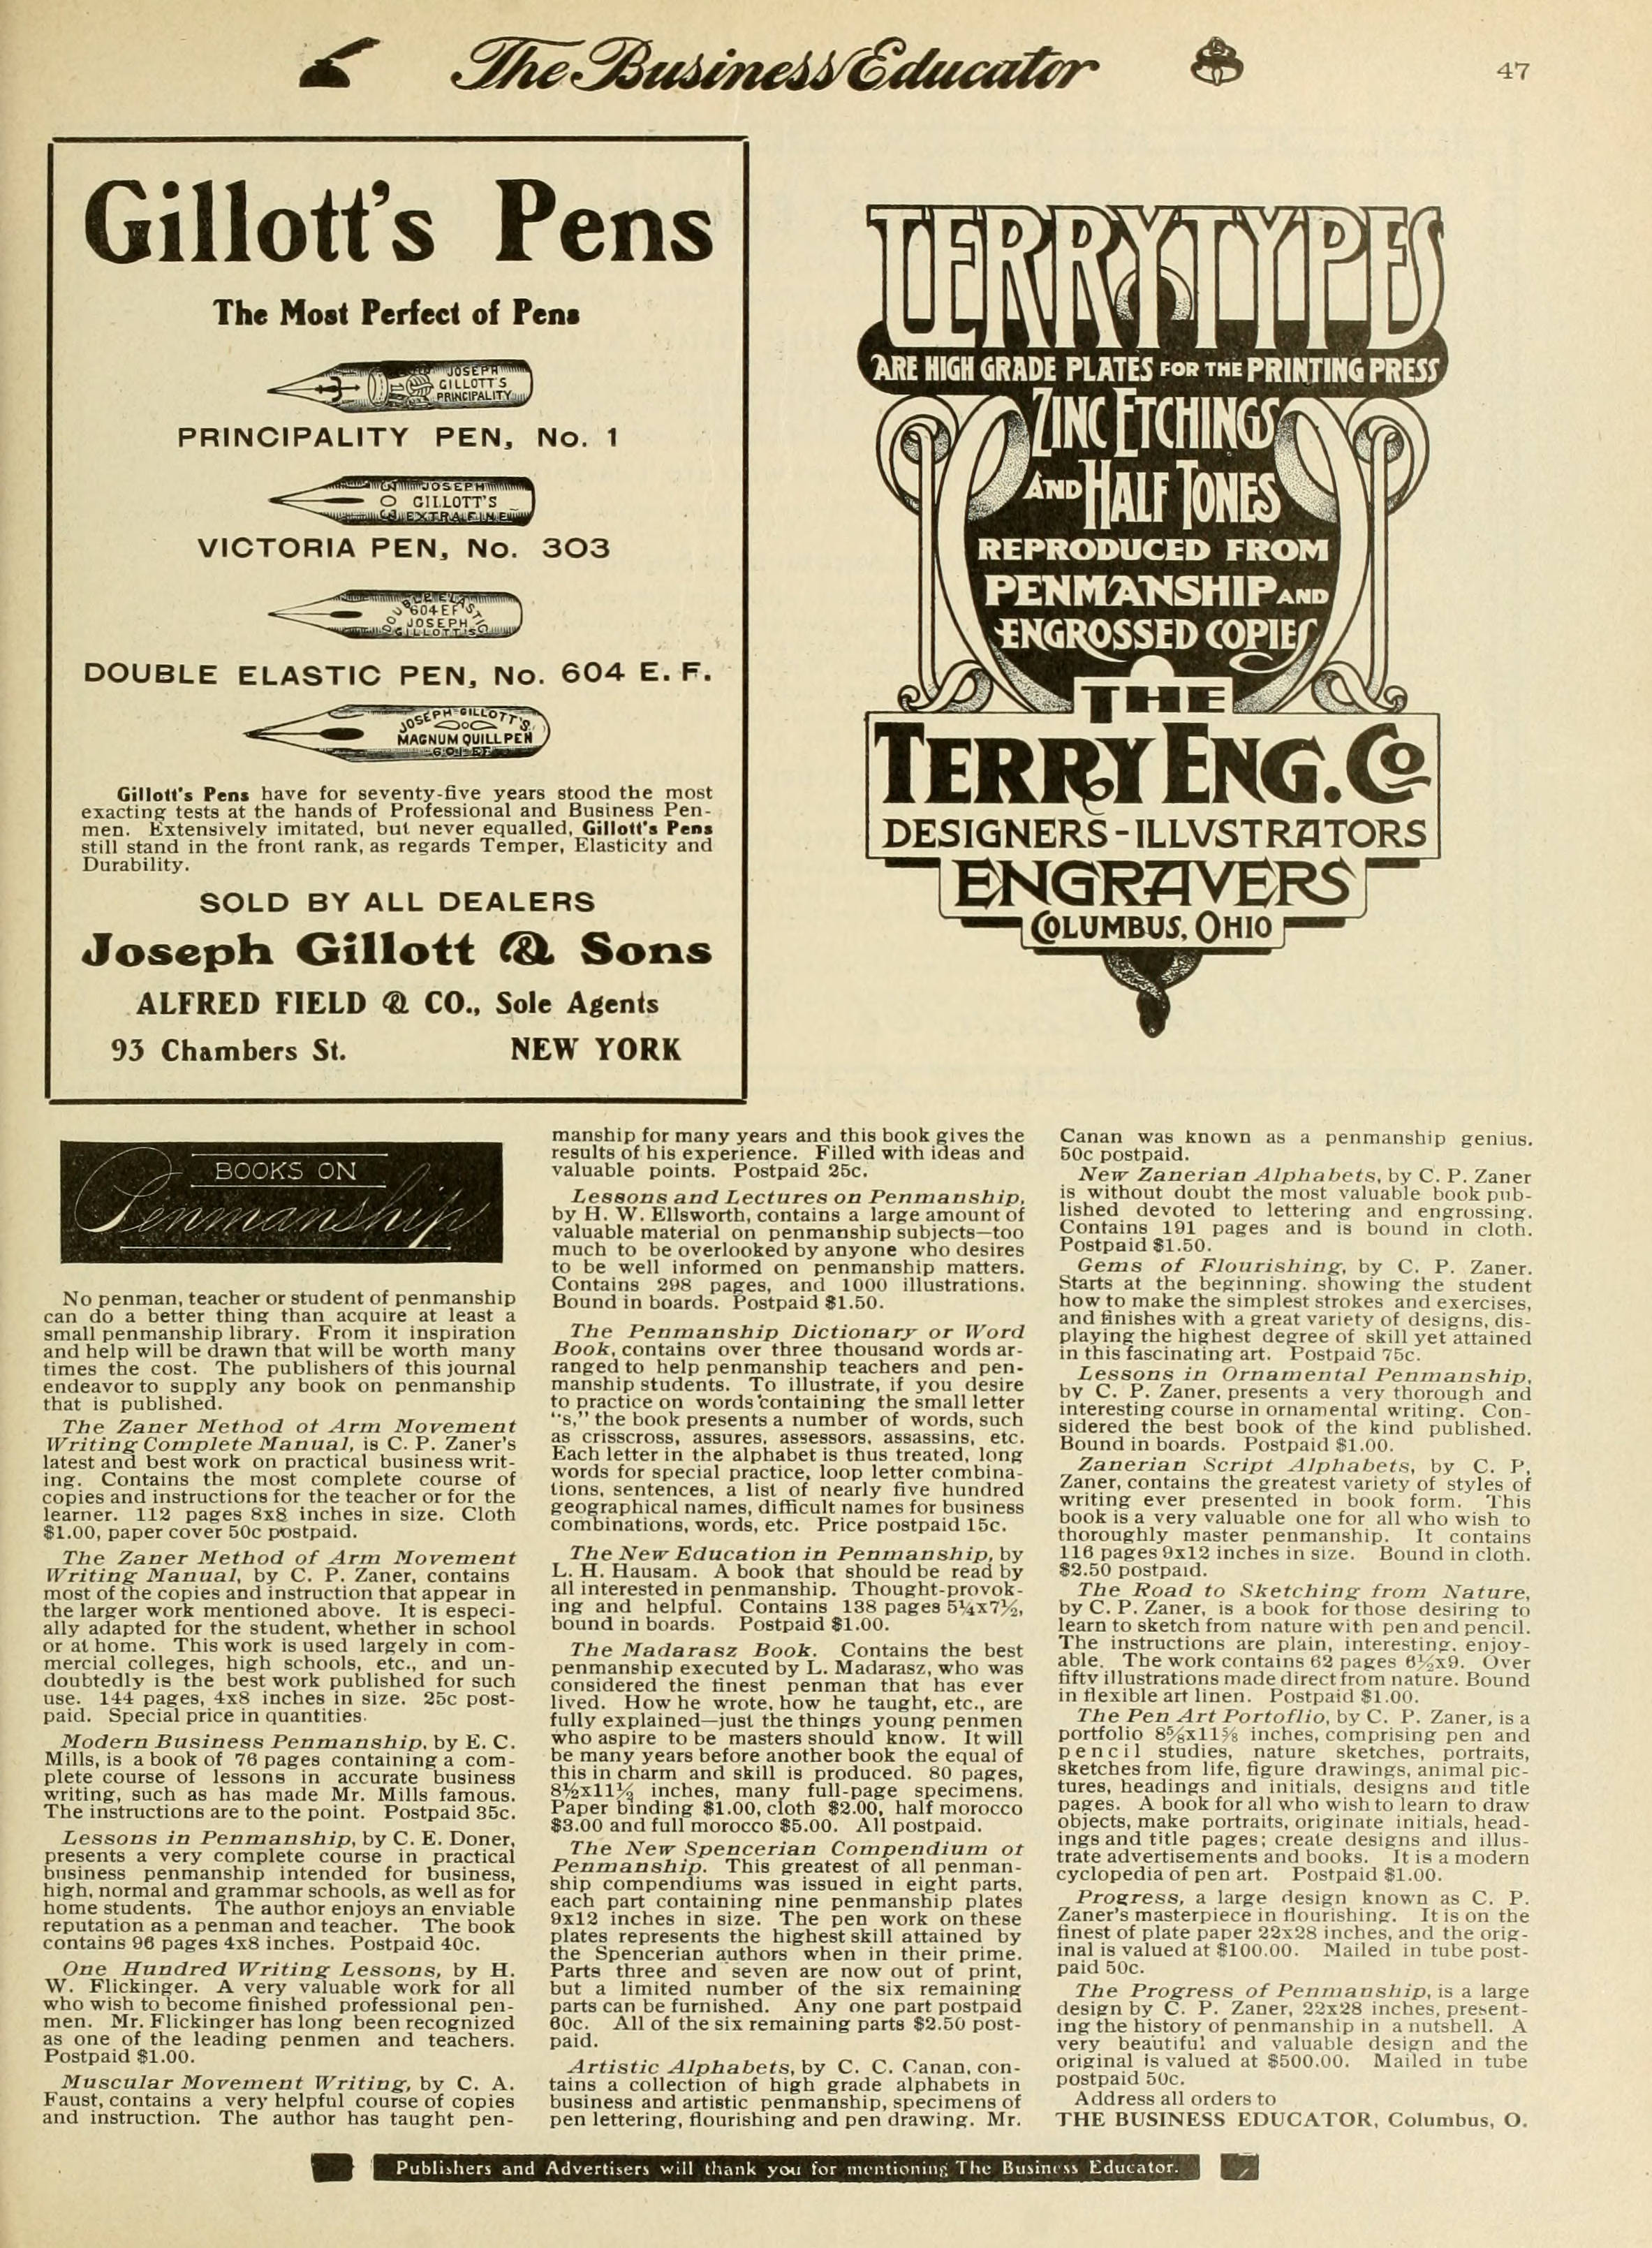 The Business Educator
47
Gillott's Pens
The Most Perfect of Pens
JOSEPH
GILLOTT'S
PRINCIPALITY
PRINCIPALITY PEN, No. 1
303
JOSEPH
GILLOTT'S
EXTRA FINE
VICTORIA PEN, No. 303
DOUBLE ELASTIC
604 EF
JOSEPH
GILLOTT'S
DOUBLE ELASTIC PEN, No. 604 E. F.
JOSEPH GILLOTT'S
MAGNUM QUILL PEN
601 EF
Gillott's Pens have for seventy-five years stood the most
exacting tests at the hands of Professional and Business Pen-
men. Extensively imitated, but never equalled, Gillott's Pens
still stand in the front rank, as regards Temper, Elasticity and
Durability.
SOLD BY ALL DEALERS
Joseph Gillott & Sons
ALFRED FIELD & CO., Sole Agents
93 Chambers St. NEW YORK
TERRYTYPES
ARE HIGH GRADE PLATES FOR THE PRINTING PRESS
ZINC ETCHINGS
AND HALF TONES
REPRODUCED FROM
PENMANSHIP AND
ENGROSSED COPIES
THE
TERRY ENG. CO
DESIGNERS-ILLVSTRATORS
ENGRAVERS
COLUMBUS, OHIO
BOOKS ON
Penmanship
No penman, teacher or student of penmanship
can do a better thing than acquire at least a
small penmanship library. From it inspiration
and help will be drawn that will be worth many
times the cost. The publishers of this journal
endeavor to supply any book on penmanship
that is published.
The Zaner Method of Arm Movement
Writing Complete Manual, is C. P. Zaner's
latest and best work on practical business writ-
ing. Contains the most complete course of
copies and instructions for the teacher or for the
learner. 112 pages 8x8 inches in size. Cloth
$1.00, paper cover 50c postpaid.
The Zaner Method of Arm Movement
Writing Manual, by C. P. Zaner, contains
most of the copies and instruction that appear in
the larger work mentioned above. It is especi-
ally adapted for the student, whether in school
or at home. This work is used largely in com-
mercial colleges, high schools, etc., and un-
doubtedly is the best work published for such
use. 144 pages, 4x8 inches in size. 25c post-
paid. Special price in quantities.
Modern Business Penmanship, by E. C.
Mills, is a book of 76 pages containing a com-
plete course of lessons in accurate business
writing, such as has made Mr. Mills famous.
The instructions are to the point. Postpaid 35c.
Lessons in Penmanship, by C. E. Doner,
presents a very complete course in practical
business penmanship intended for business,
high, normal and grammar schools, as well as for
home students. The author enjoys an enviable
reputation as a penman and teacher. The book
contains 96 pages 4x8 inches. Postpaid 40c.
One Hundred Writing Lessons, by H.
W. Flickinger. A very valuable work for all
who wish to become finished professional pen-
men. Mr. Flickinger has long been recognized
as one of the leading penmen and teachers.
Postpaid $1.00.
Muscular Movement Writing, by C. A.
Faust, contains a very helpful course of copies
and instruction. The author has taught pen-
manship for many years and this book gives the
results of his experience. Filled with ideas and
valuable points. Postpaid 25c.
Lessons and Lectures on Penmanship,
by H. W. Ellsworth, contains a large amount of
valuable material on penmanship subjects—too
much to be overlooked by anyone who desires
to be well informed on penmanship matters.
Contains 298 pages, and 1000 illustrations.
Bound in boards. Postpaid $1.50.
The Penmanship Dictionary or Word
Book, contains over three thousand words ar-
ranged to help penmanship teachers and pen-
manship students. To illustrate, if you desire
to practice on words containing the small letter
"s," the book presents a number of words, such
as crisscross, assures, assessors, assassins, etc.
Each letter in the alphabet is thus treated, long
words for special practice, loop letter combina-
tions, sentences, a list of nearly five hundred
geographical names, difficult names for business
combinations, words, etc. Price postpaid 15c.
The New Education in Penmanship, by
L. H. Hausam. A book that should be read by
all interested in penmanship. Thought-provok-
ing and helpful. Contains 138 pages 5¼x7½,
bound in boards. Postpaid $1.00.
The Madarasz Book. Contains the best
penmanship executed by L. Madarasz, who was
considered the finest penman that has ever
lived. How he wrote, how he taught, etc., are
fully explained—just the things young penmen
who aspire to be masters should know. It will
be many years before another book the equal of
this in charm and skill is produced. 80 pages,
8½x11½ inches, many full-page specimens.
Paper binding $1.00, cloth $2.00, half morocco
$3.00 and full morocco $5.00. All postpaid.
The New Spencerian Compendium of
Penmanship. This greatest of all penman-
ship compendiums was issued in eight parts,
each part containing nine penmanship plates
9x12 inches in size. The pen work on these
plates represents the highest skill attained by
the Spencerian authors when in their prime.
Parts three and seven are now out of print,
but a limited number of the six remaining
parts can be furnished. Any one part postpaid
60c. All of the six remaining parts $2.50 post-
paid.
Artistic Alphabets, by C. C. Canan, con-
tains a collection of high grade alphabets in
business and artistic penmanship, specimens of
pen lettering, flourishing and pen drawing. Mr.
Canan was known as a penmanship genius.
50c postpaid.
New Zanerian Alphabets, by C. P. Zaner
is without doubt the most valuable book pub-
lished devoted to lettering and engrossing.
Contains 191 pages and is bound in cloth.
Postpaid $1.50.
Gems of Flourishing, by C. P. Zaner.
Starts at the beginning, showing the student
how to make the simplest strokes and exercises,
and finishes with a great variety of designs, dis-
playing the highest degree of skill yet attained
in this fascinating art. Postpaid 75c.
Lessons in Ornamental Penmanship,
by C. P. Zaner, presents a very thorough and
interesting course in ornamental writing. Con-
sidered the best book of the kind published.
Bound in boards. Postpaid $1.00.
Zanerian Script Alphabets, by C. P.
Zaner, contains the greatest variety of styles of
writing ever presented in book form. This
book is a very valuable one for all who wish to
thoroughly master penmanship. It contains
116 pages 9x12 inches in size. Bound in cloth.
$2.50 postpaid.
The Road to Sketching from Nature,
by C. P. Zaner, is a book for those desiring to
learn to sketch from nature with pen and pencil.
The instructions are plain, interesting, enjoy-
able. The work contains 62 pages 6½x9. Over
fifty illustrations made direct from nature. Bound
in flexible art linen. Postpaid $1.00.
The Pen Art Portoflio, by C. P. Zaner, is a
portfolio 8⅝x11⅝ inches, comprising pen and
pencil studies, nature sketches, portraits,
sketches from life, figure drawings, animal pic-
tures, headings and initials, designs and title
pages. A book for all who wish to learn to draw
objects, make portraits, originate initials, head-
ings and title pages; create designs and illus-
trate advertisements and books. It is a modern
cyclopedia of pen art. Postpaid $1.00.
Progress, a large design known as C. P.
Zaner's masterpiece in flourishing. It is on the
finest of plate paper 22x28 inches, and the orig-
inal is valued at $100.00. Mailed in tube post-
paid 50c.
The Progress of Penmanship, is a large
design by C. P. Zaner, 22x28 inches, present-
ing the history of penmanship in a nutshell. A
very beautiful and valuable design and the
original is valued at $500.00. Mailed in tube
postpaid 50c.
Address all orders to
THE BUSINESS EDUCATOR, Columbus, O.
Publishers and Advertisers will thank you for mentioning The Business Educator.